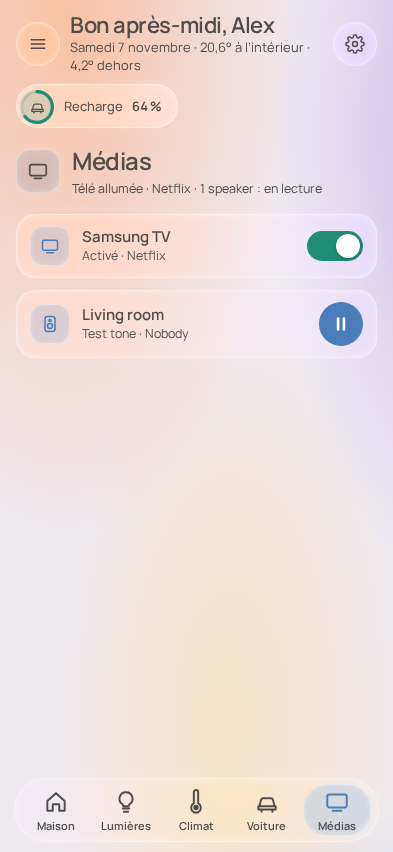 Bon après-midi, Alex
Samedi 7 novembre · 20,6° à l'intérieur ·
4,2° dehors
Recharge 64 %
Médias
Télé allumée · Netflix · 1 speaker : en lecture
Samsung TV
Activé · Netflix
Living room
Test tone · Nobody
Maison Lumières Climat Voiture Médias